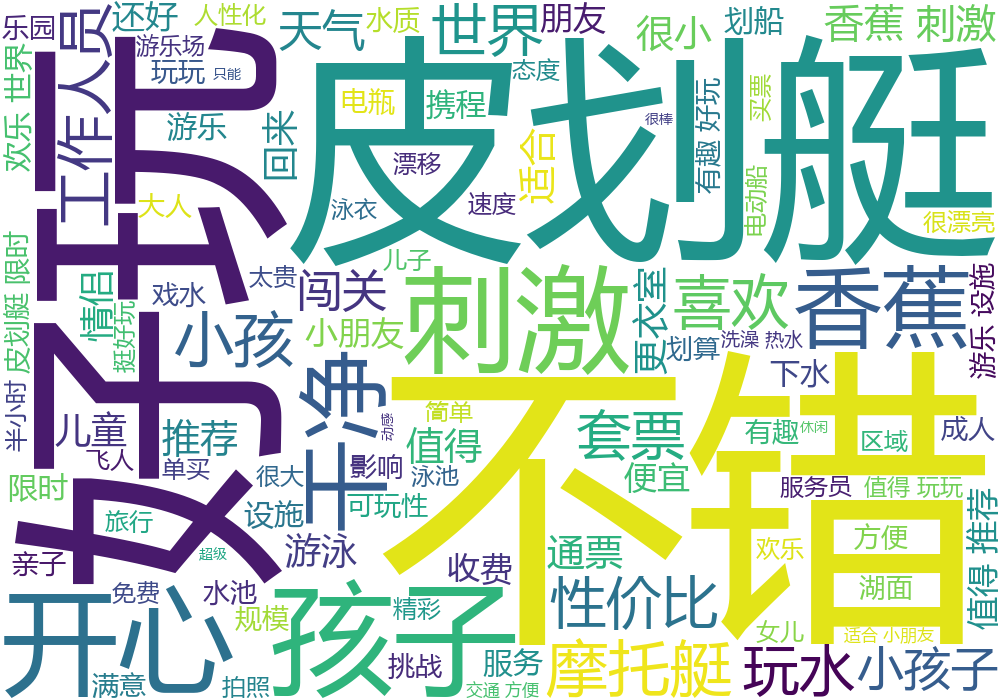 乐园
还好
人性化
天气
水质
世界
朋友
很小
划船
香蕉 刺激
工作人员
游乐场
玩玩
只能
欢乐 世界
好玩
游乐
大人
回来
皮划艇
电瓶
携程
态度
很棒
有趣 好玩
买票
漂移
适合
泳衣
速度
电动船
很漂亮
限时
皮划艇
太贵
儿子
戏水
情侣
挺好玩
闯关
刺激
更衣室
喜欢
香蕉
游乐 设施
小孩
小朋友
划算
洗澡 热水
半小时
下水
干净
不错
儿童
推荐
动感
简单
套票
有趣
休闲
区域
成人
飞人
单买
很大
影响
值得
泳池
便宜
服务员
值得 玩玩
限时
旅行
设施
可玩性
超级
游泳
收费
通票
欢乐
方便
值得 推荐
亲子
免费
水池
规模
精彩
性价比
湖面
开心
孩子
女儿
适合 小朋友
满意
拍照
挑战
服务
交通 方便
摩托艇
玩水
小孩子